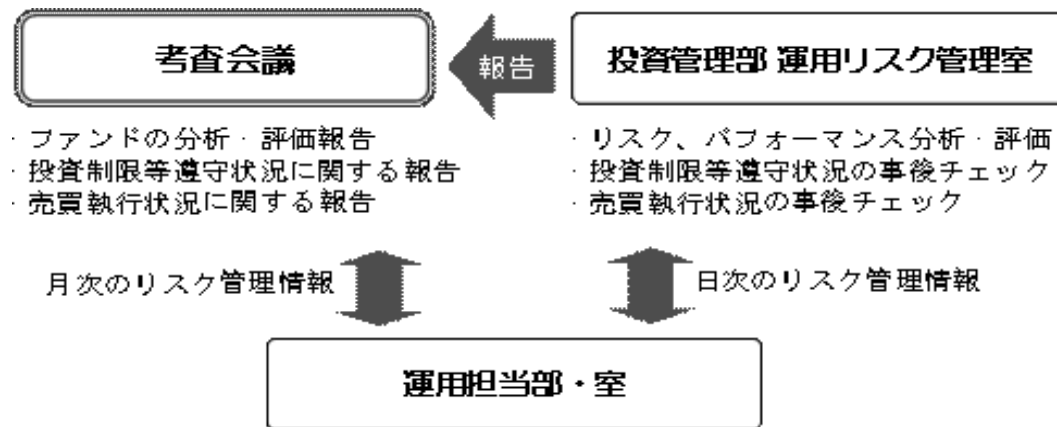 考査会議
報告
投資管理部 運用リスク管理室
・ファンドの分析・評価報告
・投資制限等遵守状況に関する報告
・売買執行状況に関する報告
・リスク、パフォーマンス分析・評価
・投資制限等遵守状況の事後チェック
・売買執行状況の事後チェック
月次のリスク管理情報
日次のリスク管理情報
運用担当部・室